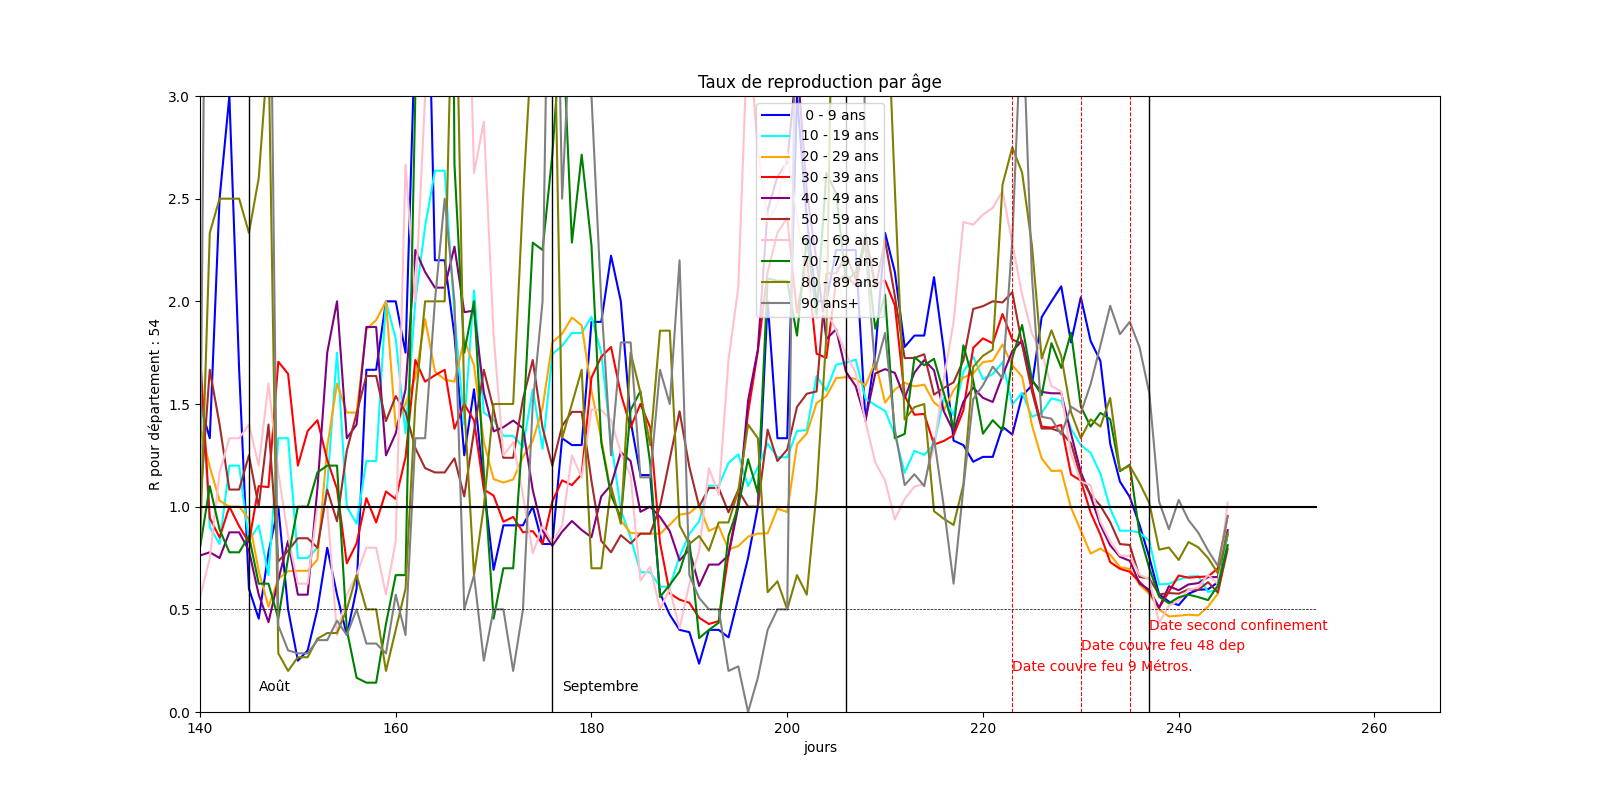 Taux de reproduction par âge
R pour département : 54
3.0
2.5
2.0
1.5
1.0
0.5
0.0
0 - 9 ans
10 - 19 ans
20 - 29 ans
30 - 39 ans
40 - 49 ans
50 - 59 ans
60 - 69 ans
70 - 79 ans
80 - 89 ans
90 ans+
Date second confinement
Date couvre feu 48 dep
Date couvre feu 9 Métros.
Août
Septembre
140
160
180
200
220
240
260
jours